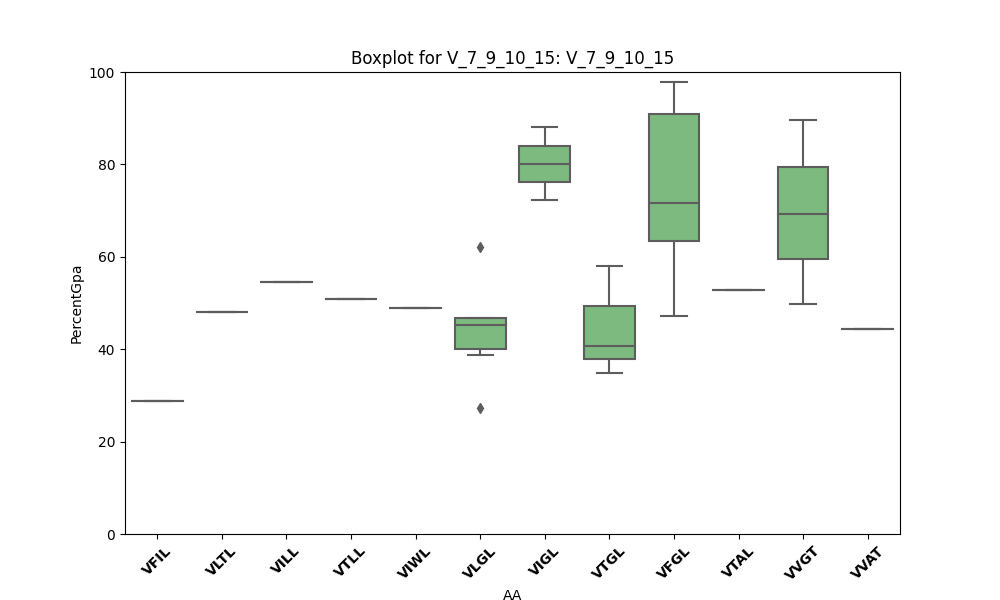 Boxplot for V_7_9_10_15: V_7_9_10_15
100
80
60
40
20
0
PercentGpa
VFIL
VLTL
VILL
VTLL
VIWL
VLGL
VIGL
VTGL
VFGL
VTAL
VVGT
VVAT
AA